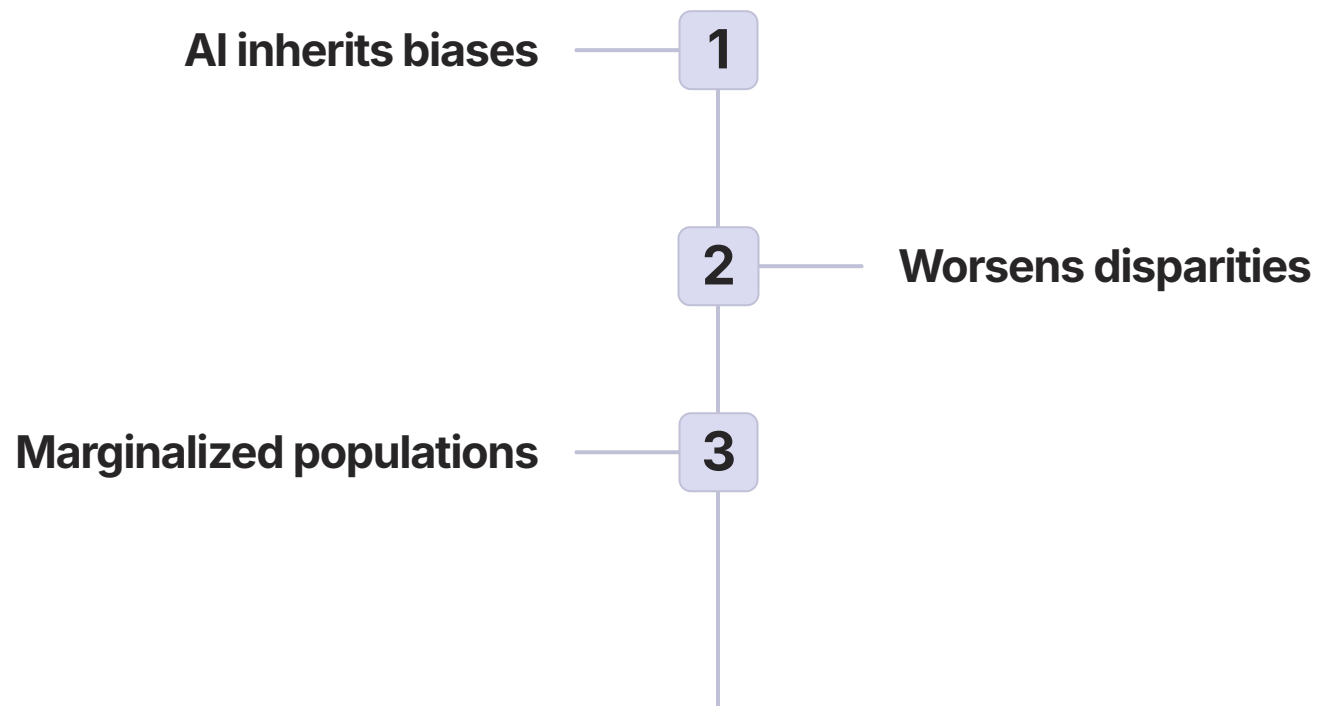 AI inherits biases
1
2
Worsens disparities
Marginalized populations
3